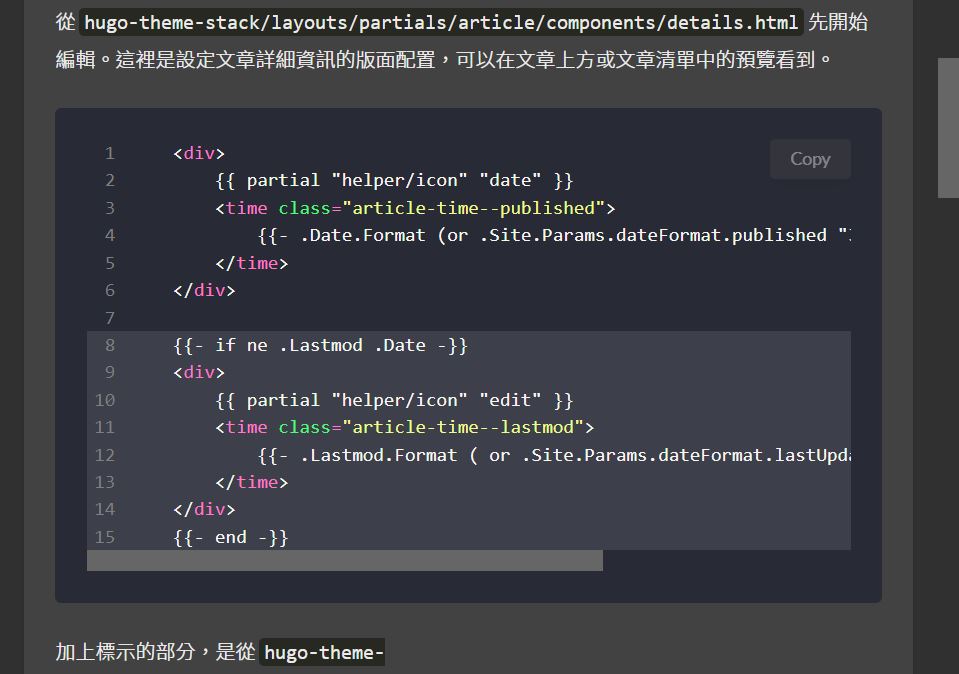 從 hugo-theme-stack/layouts/partials/article/components/details.html 先開始
編輯。這裡是設定文章詳細資訊的版面配置，可以在文章上方或文章清單中的預覽看到。
Copy
1 <div>
2 {{ partial "helper/icon" "date" }}
3 <time class="article-time--published">
4 {{- .Date.Format (or .Site.Params.dateFormat.published "
5 </time>
6 </div>
7
8 {{- if ne .Lastmod .Date -}}
9 <div>
10 {{ partial "helper/icon" "edit" }}
11 <time class="article-time--lastmod">
12 {{- .Lastmod.Format ( or .Site.Params.dateFormat.lastUpda
13 </time>
14 </div>
15 {{- end -}}
加上標示的部分，是從 hugo-theme-